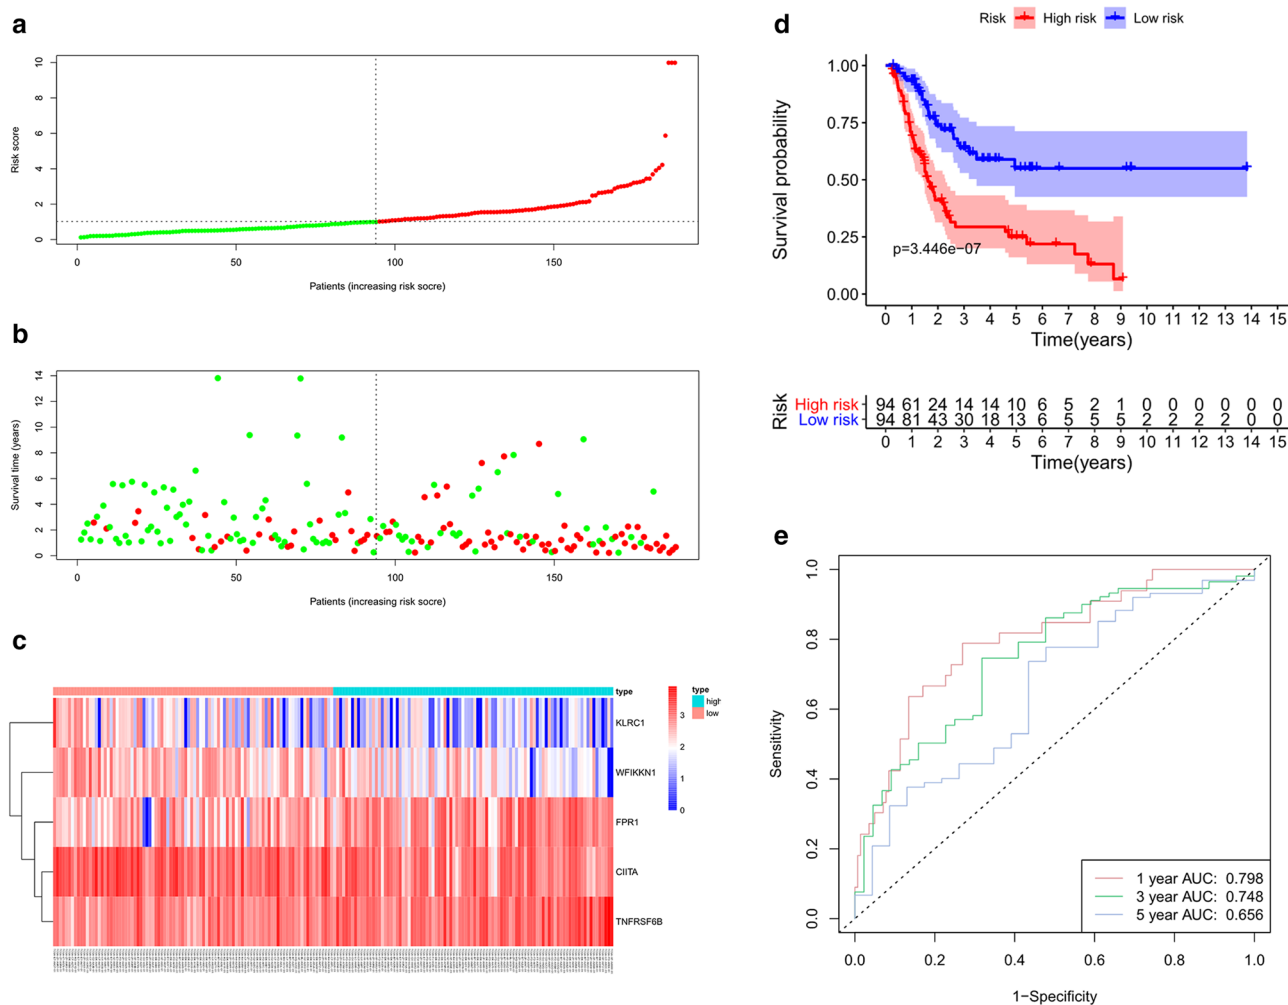 a
10
8
6
4
2
0
Risk score
0 50 100 150
Patients (increasing risk socre)
b
14
12
10
8
6
4
2
0
Survival time (years)
0 50 100 150
Patients (increasing risk socre)
c
type
KLRC1
WFIKKN1
FPR1
CIITA
TNFRSF6B
3
2
1
0
type
high
low
d
Risk High risk Low risk
1.00
0.75
0.50
0.25
0.00
Survival probability
p=3.446e−07
0 1 2 3 4 5 6 7 8 9 10 11 12 13 14 15
Time(years)
Risk
High risk 94 61 24 14 14 10 6 5 2 1 0 0 0 0 0 0
Low risk 94 81 43 30 18 13 6 5 5 5 2 2 2 2 0 0
0 1 2 3 4 5 6 7 8 9 10 11 12 13 14 15
Time(years)
e
1.0
0.8
0.6
0.4
0.2
0.0
Sensitivity
1 year AUC: 0.798
3 year AUC: 0.748
5 year AUC: 0.656
0.0 0.2 0.4 0.6 0.8 1.0
1−Specificity